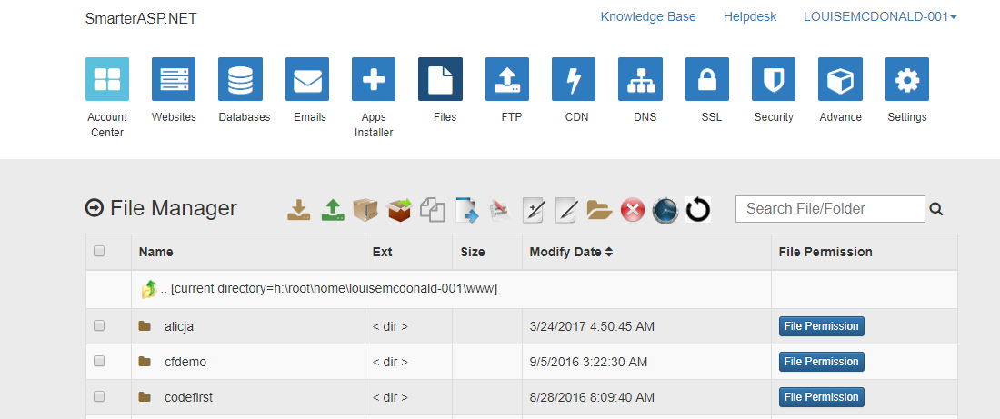 SmarterASP.NET
Knowledge Base Helpdesk LOUISEMCDONALD-001
Account Center Websites Databases Emails Apps Installer Files FTP CDN DNS SSL Security Advance Settings
File Manager Search File/Folder
Name Ext Size Modify Date File Permission
.. [current directory=h:\root\home\louisemcdonald-001\www]
alicja < dir > 3/24/2017 4:50:45 AM File Permission
cfdemo < dir > 9/5/2016 3:22:30 AM File Permission
codefirst < dir > 8/28/2016 8:09:40 AM File Permission